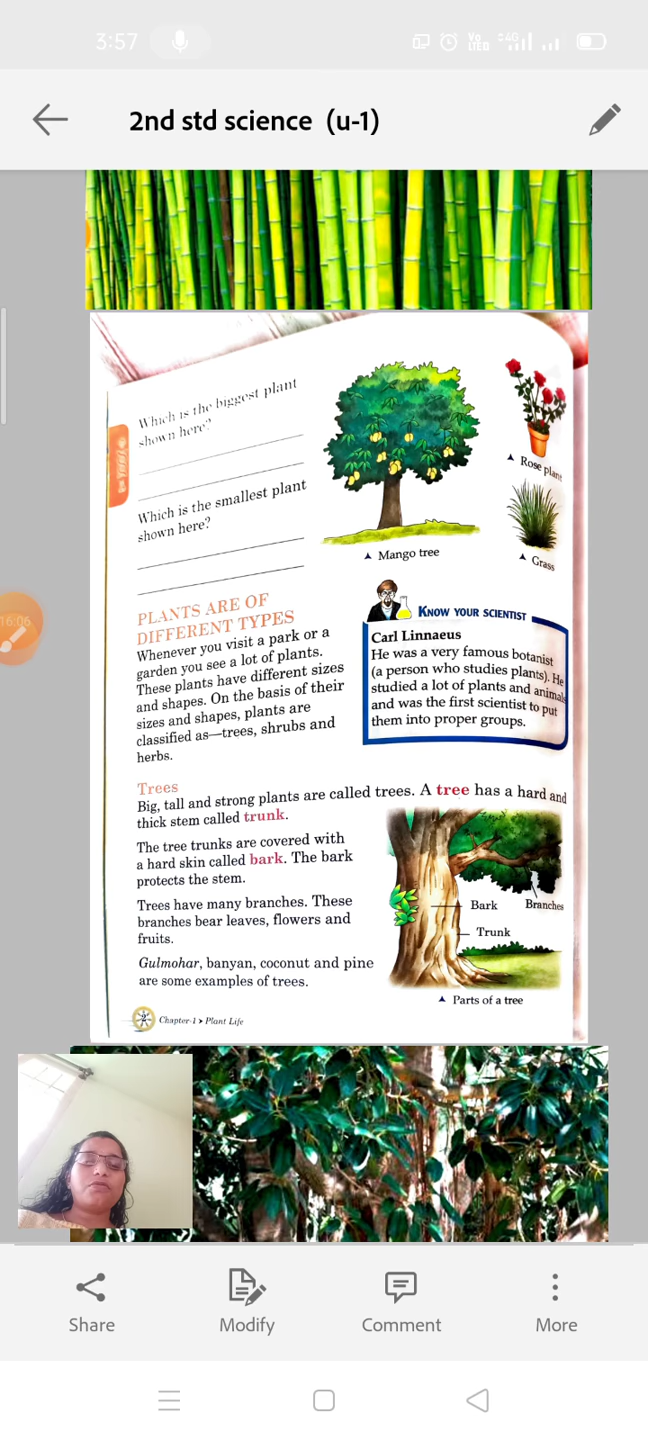 3:57
Vo
LTE
4G
2nd std science (u-1)
Which is the biggest plant
shown here?
Which is the smallest plant
shown here?
Mango tree
Rose plant
Grass
16:06
PLANTS ARE OF
DIFFERENT TYPES
Whenever you visit a park or a
garden you see a lot of plants.
These plants have different sizes
and shapes. On the basis of their
sizes and shapes, plants are
classified as—trees, shrubs and
herbs.
KNOW YOUR SCIENTIST
Carl Linnaeus
He was a very famous botanist
(a person who studies plants). He
studied a lot of plants and animals
and was the first scientist to put
them into proper groups.
Trees
Big, tall and strong plants are called trees. A tree has a hard and
thick stem called trunk.
The tree trunks are covered with
a hard skin called bark. The bark
protects the stem.
Trees have many branches. These
branches bear leaves, flowers and
fruits.
Gulmohar, banyan, coconut and pine
are some examples of trees.
Bark
Branches
Trunk
Parts of a tree
2
Chapter-1 > Plant Life
Share
Modify
Comment
More